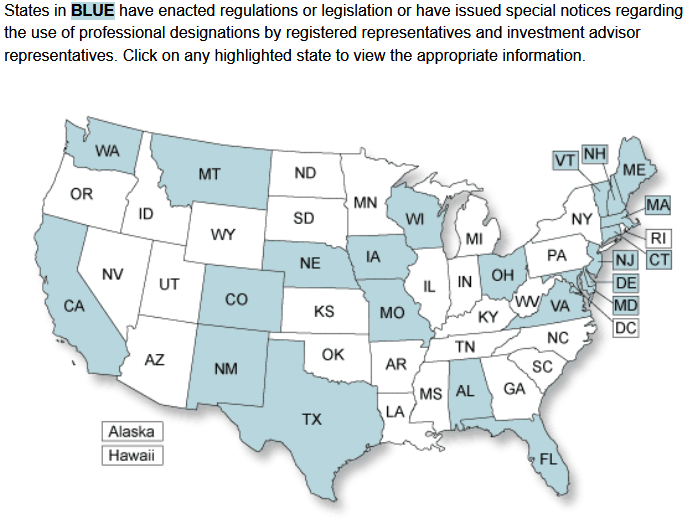 States in BLUE have enacted regulations or legislation or have issued special notices regarding
the use of professional designations by registered representatives and investment advisor
representatives. Click on any highlighted state to view the appropriate information.
WA
MT
ND
MN
VT
NH
ME
OR
ID
SD
WI
MI
NY
MA
WY
RI
NV
UT
NE
IA
IL
IN
OH
PA
NJ
CT
CA
CO
KS
MO
KY
WV
VA
DE
MD
DC
AZ
NM
OK
AR
TN
NC
SC
TX
LA
MS
AL
GA
FL
Alaska
Hawaii